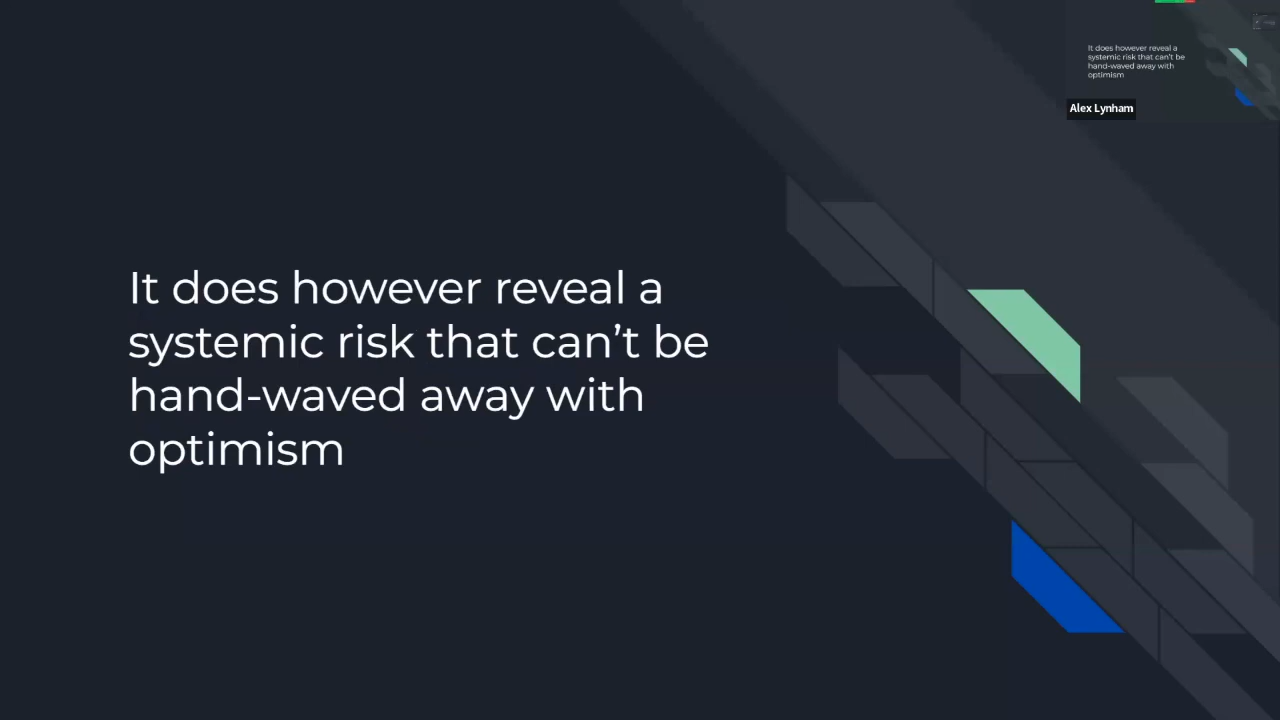 It does however reveal a
systemic risk that can’t be
hand-waved away with
optimism
It does however reveal a
systemic risk that can't be
hand-waved away with
optimism
Alex Lynham